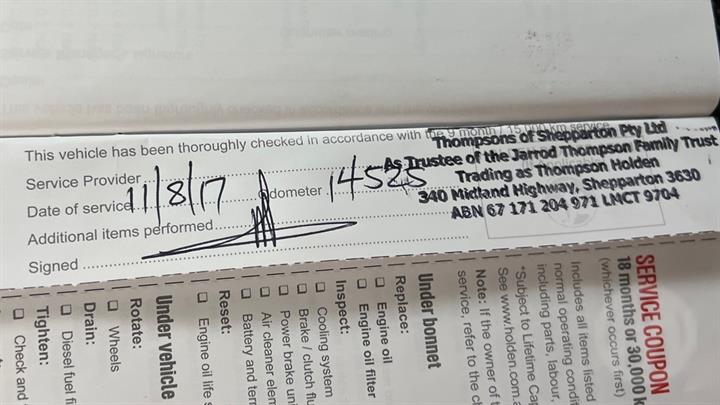 This vehicle has been thoroughly checked in accordance with the 9 month / 15 000 km service
Thompsons of Shepparton Pty Ltd
As Trustee of the Jarrod Thompson Family Trust
Trading as Thompson Holden
340 Midland Highway, Shepparton 3630
ABN 67 171 204 971 LMCT 9704
Service Provider
Date of service 11/8/17 Odometer 14525
Additional items performed
Signed
SERVICE COUPON
18 months or 30,000 k
(whichever occurs first)
Includes all items listed
normal operating condit
including parts, labour,
*Subject to Lifetime Cap
See www.holden.com.a
Note: If the owner of t
service, refer to the c
Under bonnet
Replace:
Engine oil
Engine oil filter
Inspect:
Cooling system
Brake / clutch flu
Power brake uni
Air cleaner elem
Battery and term
Reset:
Engine oil life s
Under vehicle
Rotate:
Wheels
Drain:
Diesel fuel fi
Tighten:
Check and